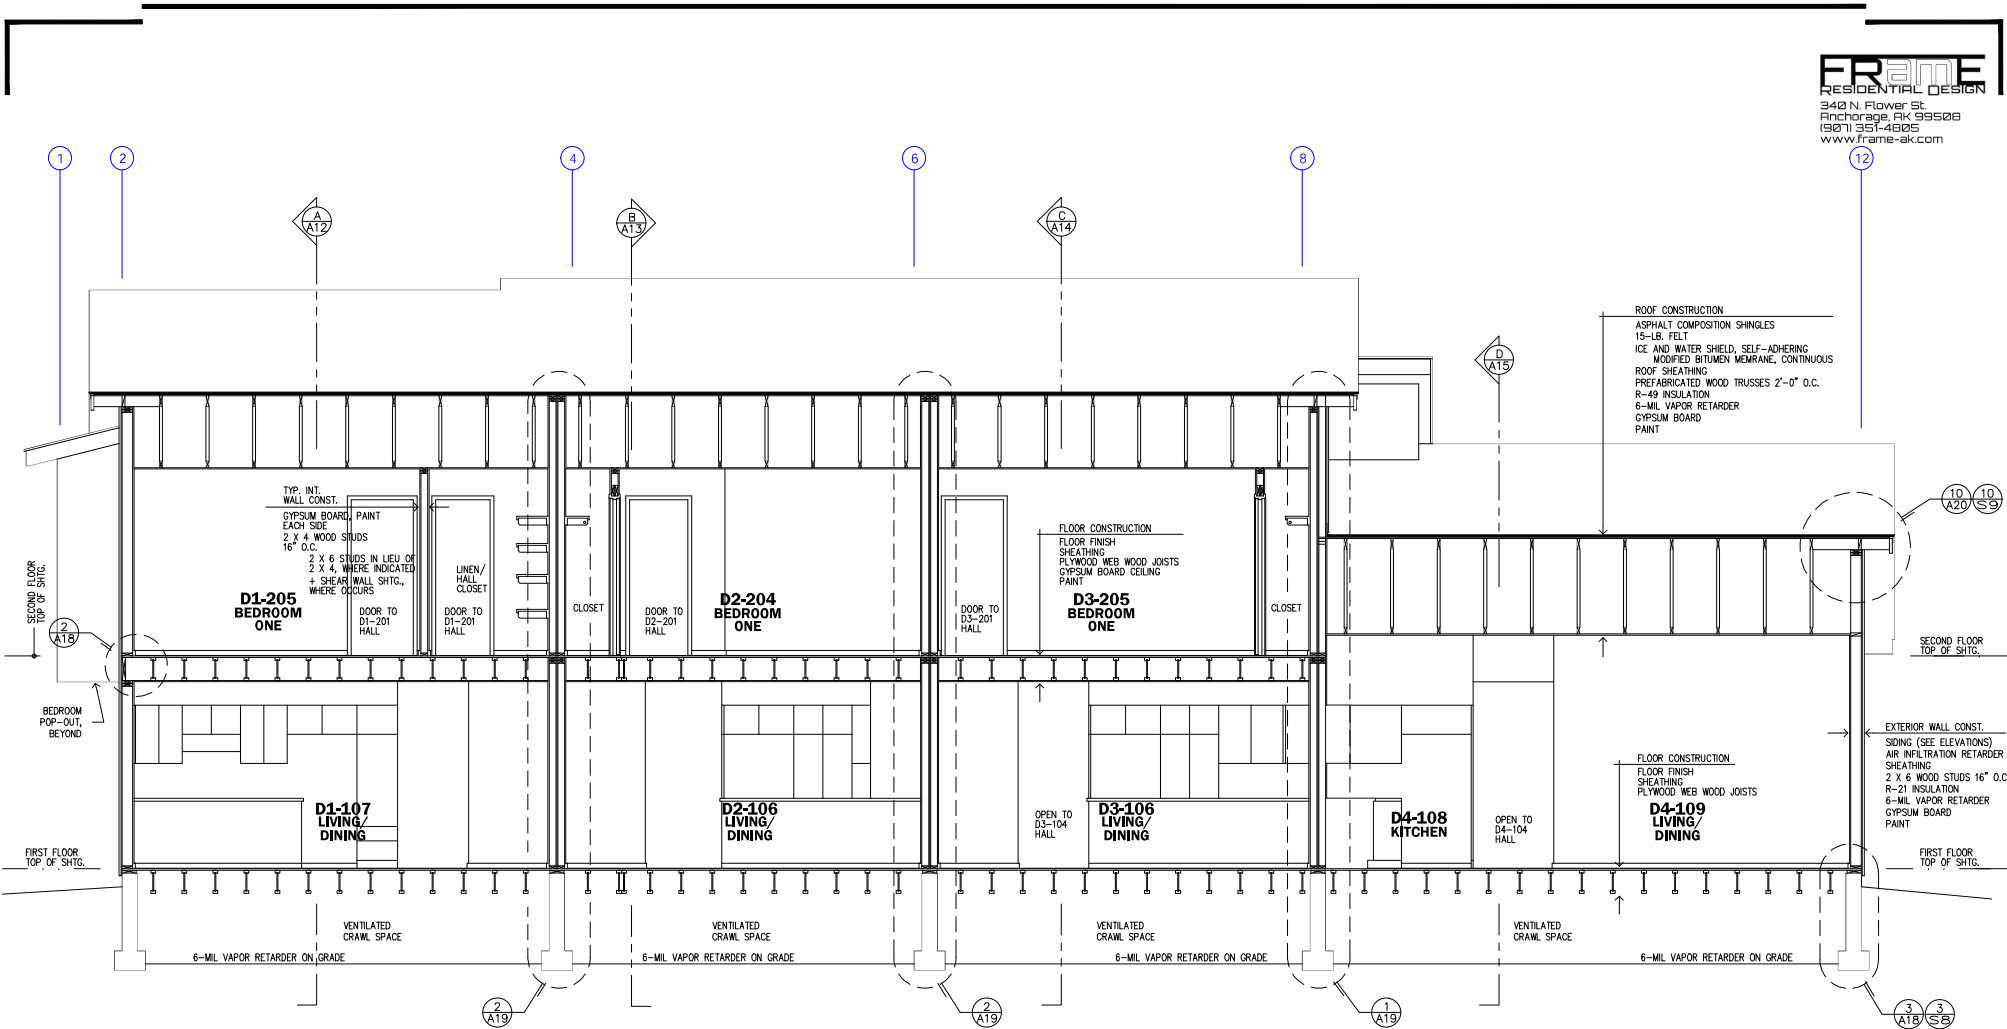 FRame
RESIDENTIAL DESIGN
340 N. Flower St.
Anchorage, AK 99508
(907) 351-4805
www.frame-ak.com
1
2
4
6
8
12
A
A12
B
A13
C
A14
D
A15
ROOF CONSTRUCTION
ASPHALT COMPOSITION SHINGLES
15-LB. FELT
ICE AND WATER SHIELD, SELF-ADHERING
MODIFIED BITUMEN MEMRANE, CONTINUOUS
ROOF SHEATHING
PREFABRICATED WOOD TRUSSES 2'-0" O.C.
R-49 INSULATION
6-MIL VAPOR RETARDER
GYPSUM BOARD
PAINT
10
A20
10
S9
TYP. INT.
WALL CONST.
GYPSUM BOARD, PAINT
EACH SIDE
2 X 4 WOOD STUDS
16" O.C.
2 X 6 STUDS IN LIEU OF
2 X 4, WHERE INDICATED
+ SHEAR WALL SHTG.,
WHERE OCCURS
FLOOR CONSTRUCTION
FLOOR FINISH
SHEATHING
PLYWOOD WEB WOOD JOISTS
GYPSUM BOARD CEILING
PAINT
SECOND FLOOR
TOP OF SHTG.
D1-205
BEDROOM
ONE
DOOR TO
D1-201
HALL
LINEN/
HALL
CLOSET
DOOR TO
D1-201
HALL
CLOSET
DOOR TO
D2-201
HALL
D2-204
BEDROOM
ONE
DOOR TO
D3-201
HALL
D3-205
BEDROOM
ONE
CLOSET
2
A18
SECOND FLOOR
TOP OF SHTG.
BEDROOM
POP-OUT,
BEYOND
EXTERIOR WALL CONST.
SIDING (SEE ELEVATIONS)
AIR INFILTRATION RETARDER
SHEATHING
2 X 6 WOOD STUDS 16" O.C
R-21 INSULATION
6-MIL VAPOR RETARDER
GYPSUM BOARD
PAINT
FLOOR CONSTRUCTION
FLOOR FINISH
SHEATHING
PLYWOOD WEB WOOD JOISTS
D1-107
LIVING/
DINING
D2-106
LIVING/
DINING
OPEN TO
D3-104
HALL
D3-106
LIVING/
DINING
D4-108
KITCHEN
OPEN TO
D4-104
HALL
D4-109
LIVING/
DINING
FIRST FLOOR
TOP OF SHTG.
FIRST FLOOR
TOP OF SHTG.
VENTILATED
CRAWL SPACE
VENTILATED
CRAWL SPACE
VENTILATED
CRAWL SPACE
VENTILATED
CRAWL SPACE
6-MIL VAPOR RETARDER ON GRADE
6-MIL VAPOR RETARDER ON GRADE
6-MIL VAPOR RETARDER ON GRADE
6-MIL VAPOR RETARDER ON GRADE
2
A19
2
A19
1
A19
3
A18
3
S8